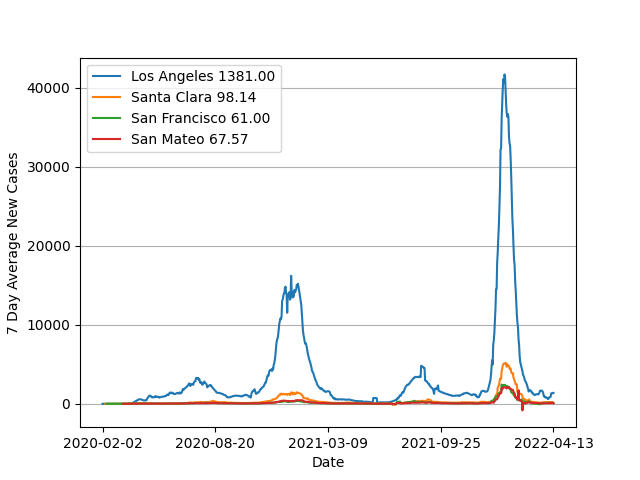 Los Angeles 1381.00
Santa Clara 98.14
San Francisco 61.00
San Mateo 67.57
7 Day Average New Cases
40000
30000
20000
10000
0
2020-02-02 2020-08-20 2021-03-09 2021-09-25 2022-04-13
Date